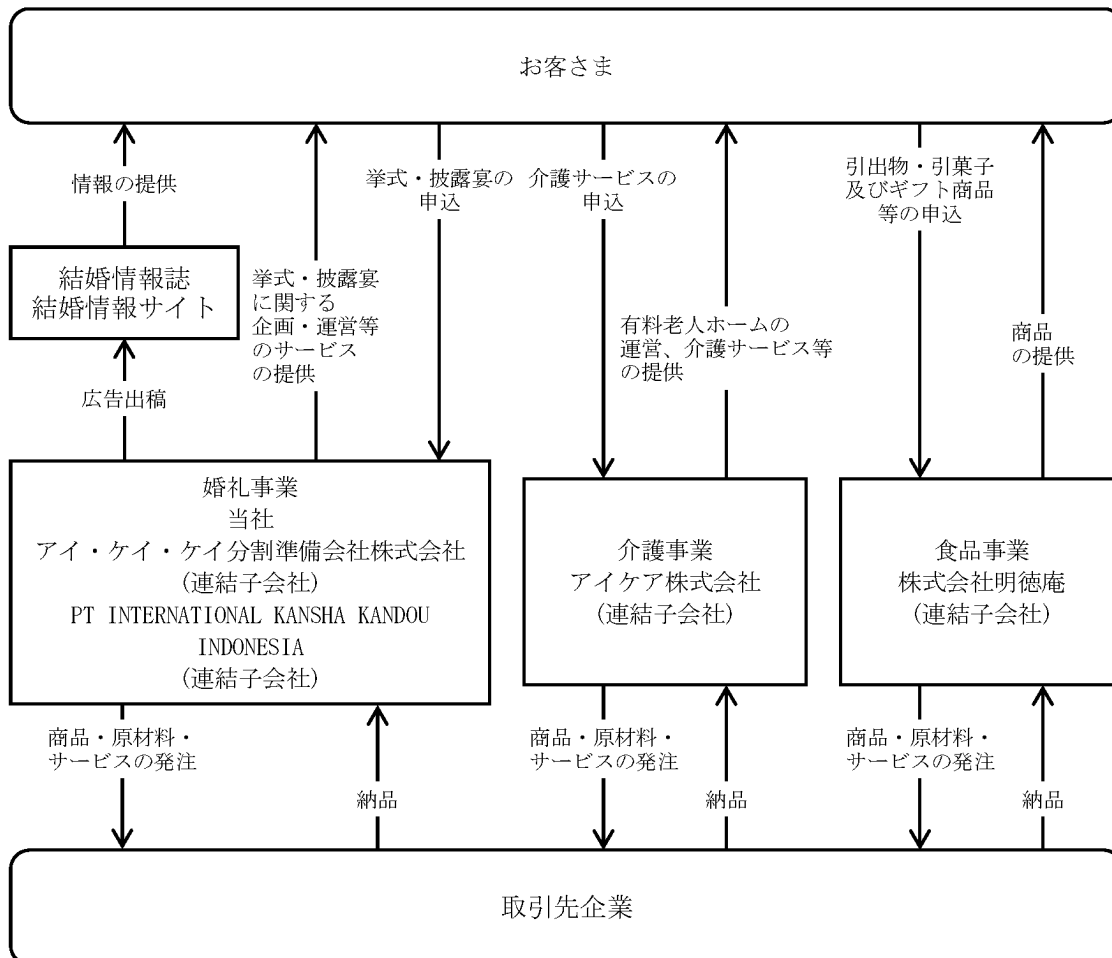 お客さま
情報の提供
挙式・披露宴の
申込
介護サービスの
申込
引出物・引菓子
及びギフト商品
等の申込
結婚情報誌
結婚情報サイト
挙式・披露宴
に関する
企画・運営等
のサービス
の提供
有料老人ホームの
運営、介護サービス等
の提供
商品
の提供
広告出稿
婚礼事業
当社
アイ・ケイ・ケイ分割準備会社株式会社
(連結子会社)
PT INTERNATIONAL KANSHA KANDOU
INDONESIA
(連結子会社)
介護事業
アイケア株式会社
(連結子会社)
食品事業
株式会社明徳庵
(連結子会社)
商品・原材料・
サービスの発注
納品
商品・原材料・
サービスの発注
納品
商品・原材料・
サービスの発注
納品
取引先企業